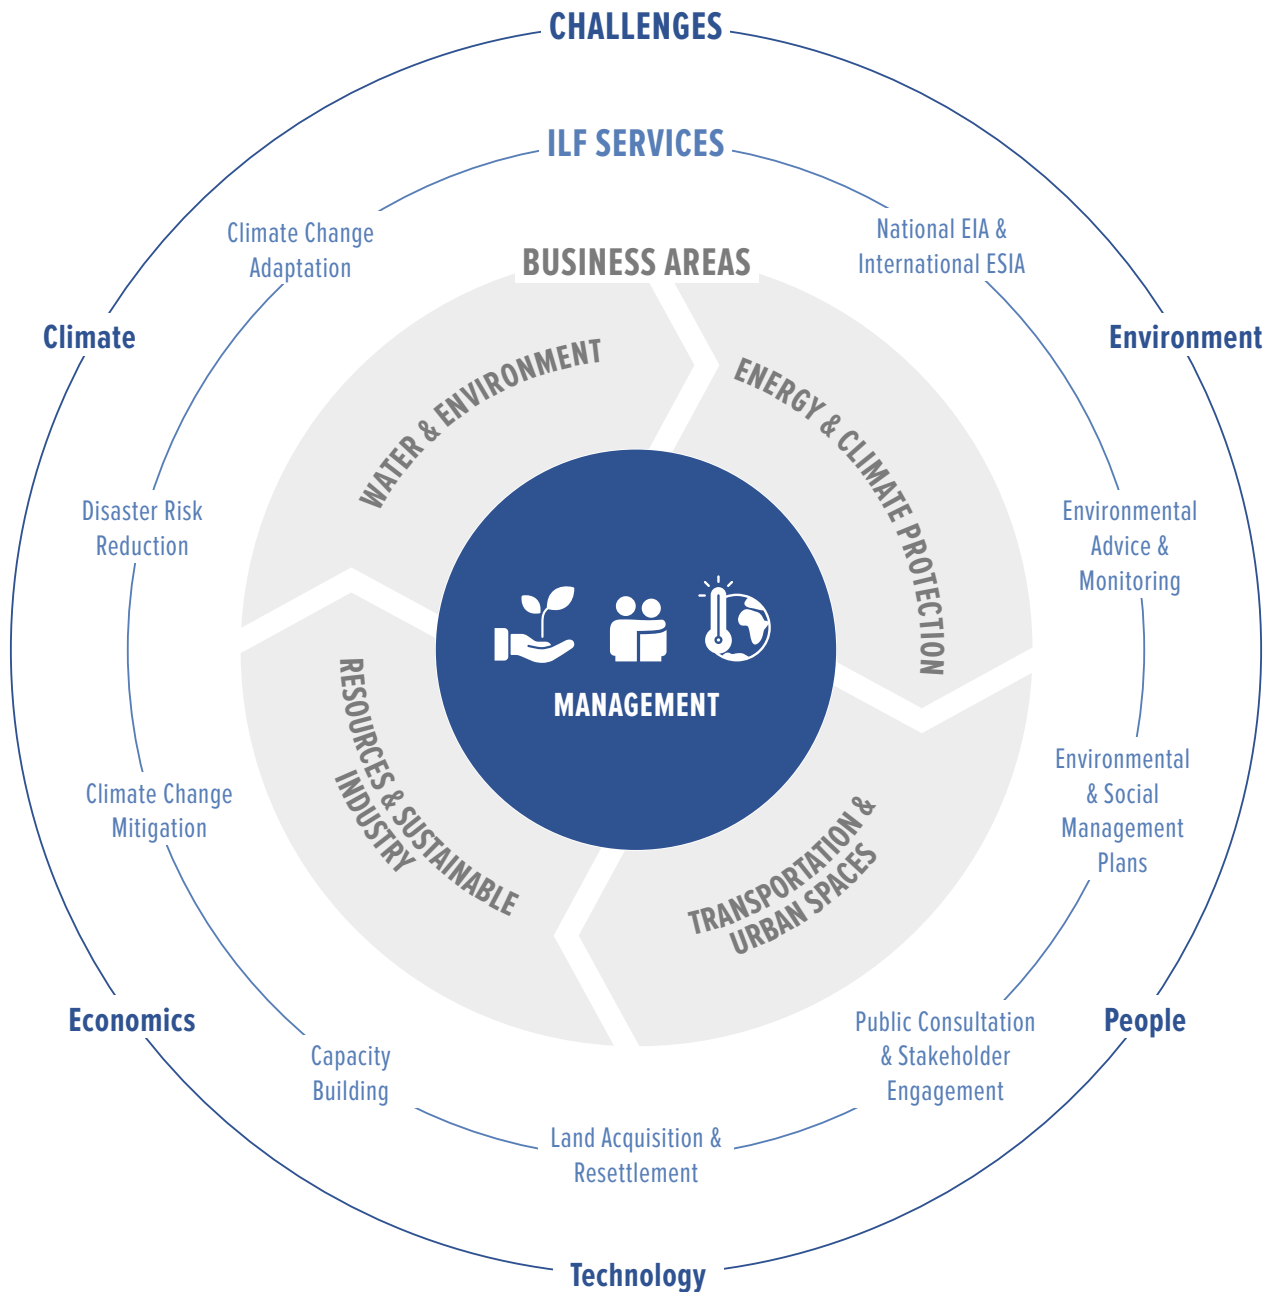 CHALLENGES
ILF SERVICES
Climate Change
Adaptation
National EIA &
International ESIA
BUSINESS AREAS
Climate
Environment
WATER & ENVIRONMENT
ENERGY & CLIMATE PROTECTION
Disaster Risk
Reduction
Environmental
Advice &
Monitoring
MANAGEMENT
RESOURCES & SUSTAINABLE
INDUSTRY
TRANSPORTATION &
URBAN SPACES
Climate Change
Mitigation
Environmental
& Social
Management
Plans
Economics
People
Capacity
Building
Public Consultation
& Stakeholder
Engagement
Land Acquisition &
Resettlement
Technology